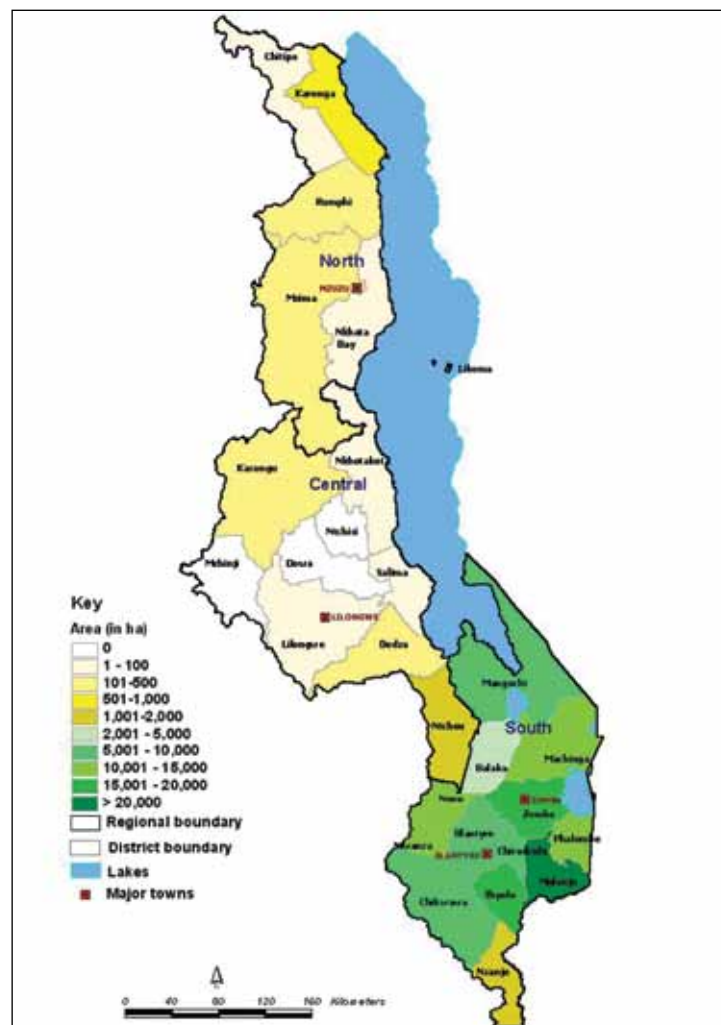 Chitipa
Karonga
Rumphi
North
MZUZU
Mzimba
Nkhata
Bay
Likoma
Nkhotakota
Kasungu
Central
Ntchisi
Mchinji
Dowa
Salima
LILONGWE
Lilongwe
Dedza
Mangochi
Ntcheu
South
Machinga
Balaka
ZOMBA
Zomba
Mwanza
Blantyre
BLANTYRE
Chiradzulu
Phalombe
Mulanje
Thyolo
Chikwawa
Nsanje
Key
Area (in ha)
0
1 - 100
101-500
501-1,000
1,001-2,000
2,001 - 5,000
5,001 - 10,000
10,001 - 15,000
15,001 - 20,000
> 20,000
Regional boundary
District boundary
Lakes
Major towns
0 40 80 120 160 Kilometers